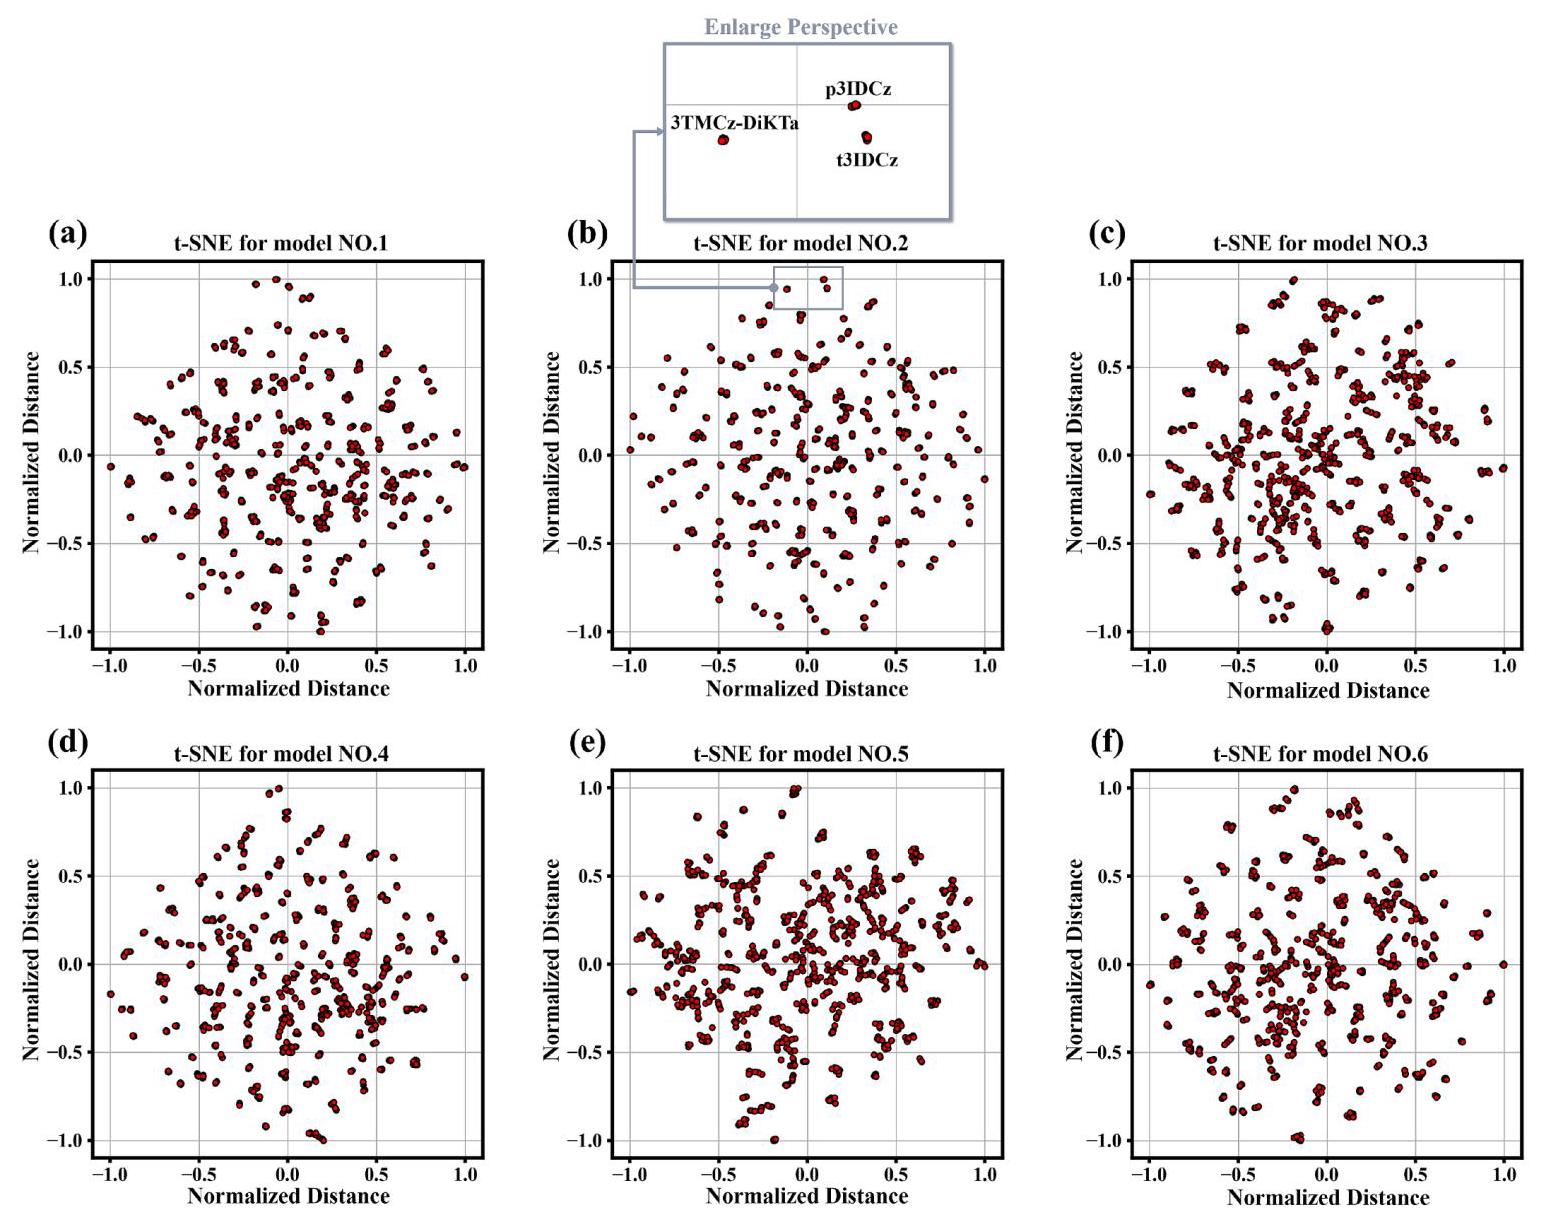 Enlarge Perspective
p3IDCz
3TMCz-DiKTa
t3IDCz
(a)
t-SNE for model NO.1
Normalized Distance
1.0
0.5
0.0
−0.5
−1.0
−1.0 −0.5 0.0 0.5 1.0
Normalized Distance
(b)
t-SNE for model NO.2
Normalized Distance
1.0
0.5
0.0
−0.5
−1.0
−1.0 −0.5 0.0 0.5 1.0
Normalized Distance
(c)
t-SNE for model NO.3
Normalized Distance
1.0
0.5
0.0
−0.5
−1.0
−1.0 −0.5 0.0 0.5 1.0
Normalized Distance
(d)
t-SNE for model NO.4
Normalized Distance
1.0
0.5
0.0
−0.5
−1.0
−1.0 −0.5 0.0 0.5 1.0
Normalized Distance
(e)
t-SNE for model NO.5
Normalized Distance
1.0
0.5
0.0
−0.5
−1.0
−1.0 −0.5 0.0 0.5 1.0
Normalized Distance
(f)
t-SNE for model NO.6
Normalized Distance
1.0
0.5
0.0
−0.5
−1.0
−1.0 −0.5 0.0 0.5 1.0
Normalized Distance